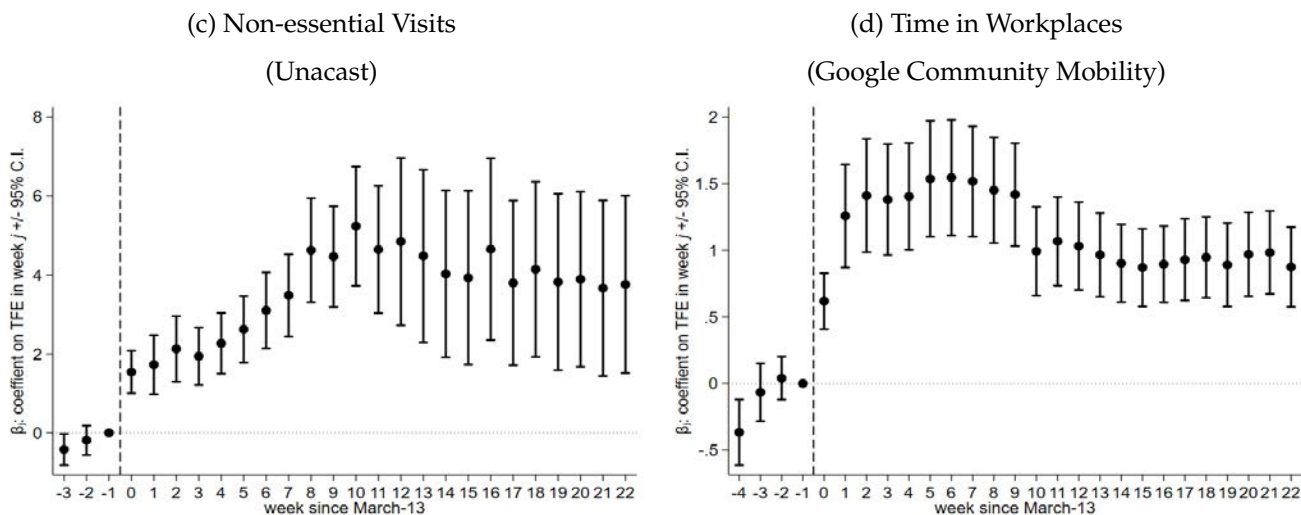 (c) Non-essential Visits
(Unacast)
βj: coeffient on TFE in week j +/- 95% C.I.
8
6
4
2
0
-3 -2 -1 0 1 2 3 4 5 6 7 8 9 10 11 12 13 14 15 16 17 18 19 20 21 22
week since March-13
(d) Time in Workplaces
(Google Community Mobility)
βj: coeffient on TFE in week j +/- 95% C.I.
2
1.5
1
.5
0
-.5
-4 -3 -2 -1 0 1 2 3 4 5 6 7 8 9 10 11 12 13 14 15 16 17 18 19 20 21 22
week since March-13